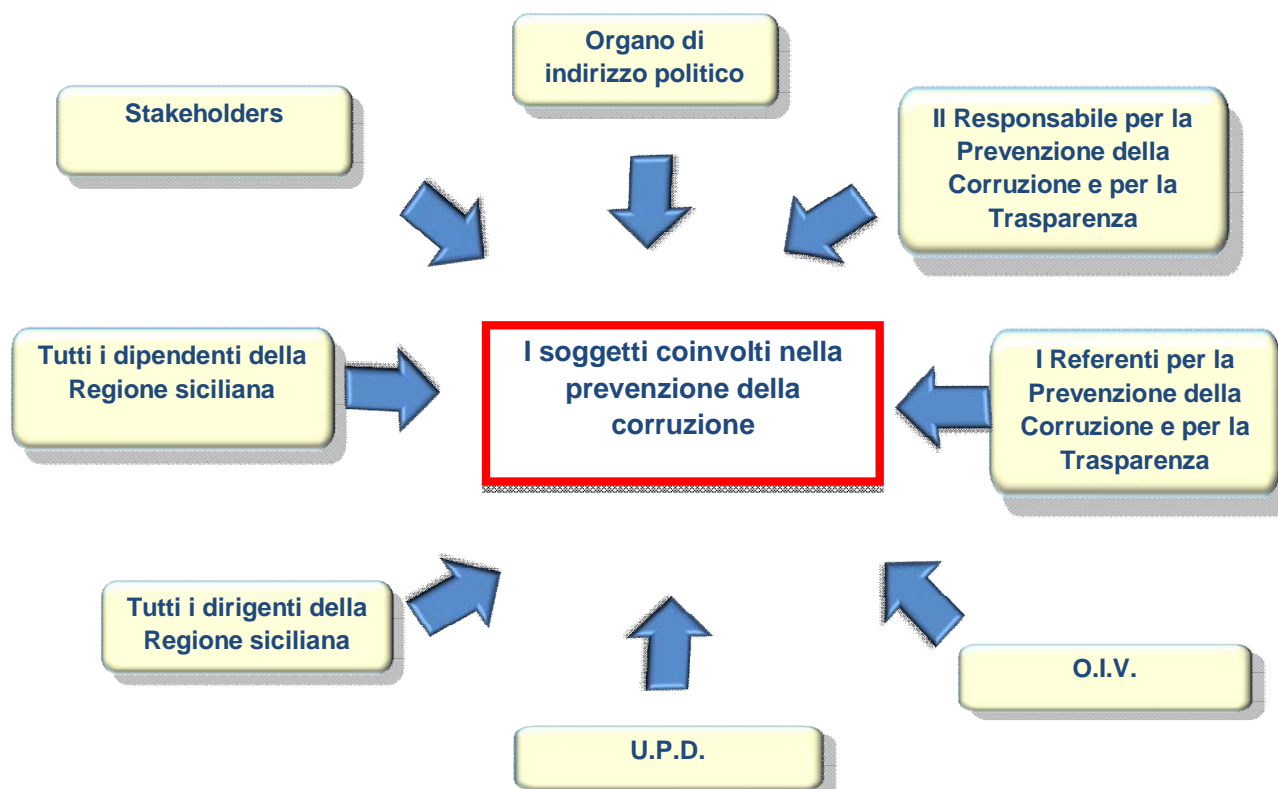 Organo di
indirizzo politico
Stakeholders
Il Responsabile per la
Prevenzione della
Corruzione e per la
Trasparenza
Tutti i dipendenti della
Regione siciliana
I soggetti coinvolti nella
prevenzione della
corruzione
I Referenti per la
Prevenzione della
Corruzione e per la
Trasparenza
Tutti i dirigenti della
Regione siciliana
O.I.V.
U.P.D.